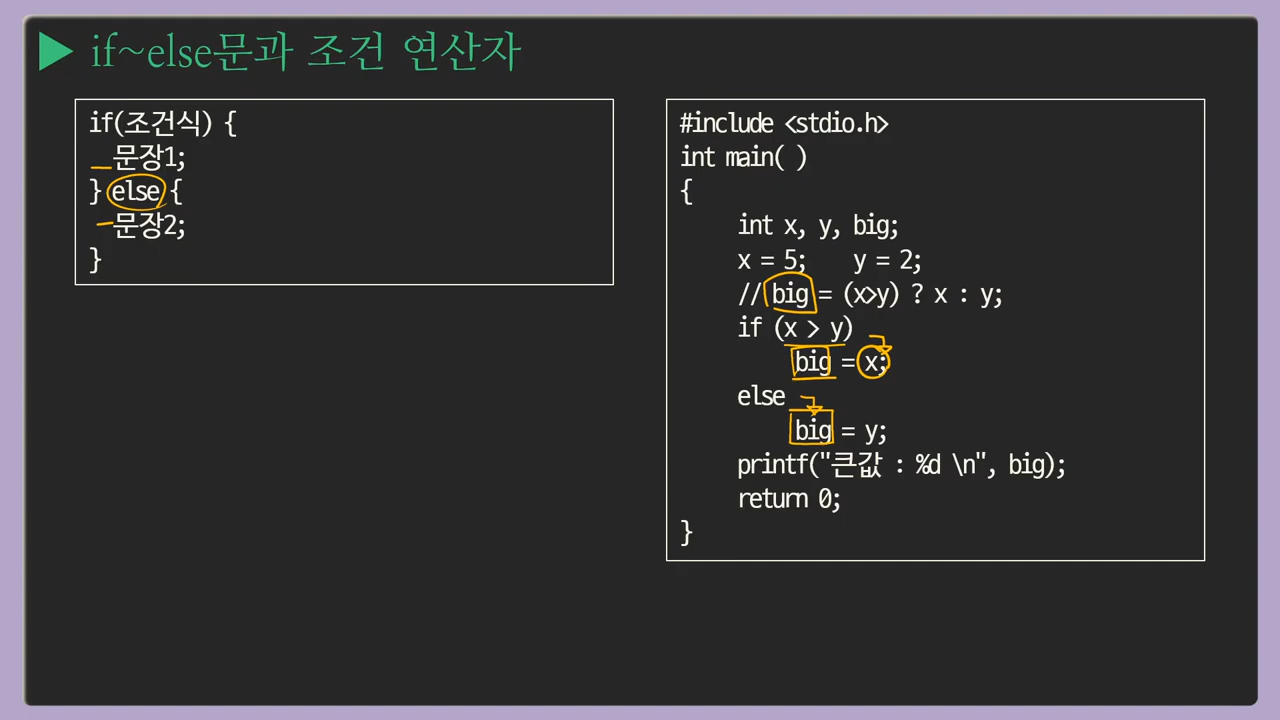 if~else문과 조건 연산자
if(조건식) {
문장1;
} else {
문장2;
}
#include <stdio.h>
int main( )
{
int x, y, big;
x = 5; y = 2;
// big = (x>y) ? x : y;
if (x > y)
big = x;
else
big = y;
printf("큰값 : %d \n", big);
return 0;
}